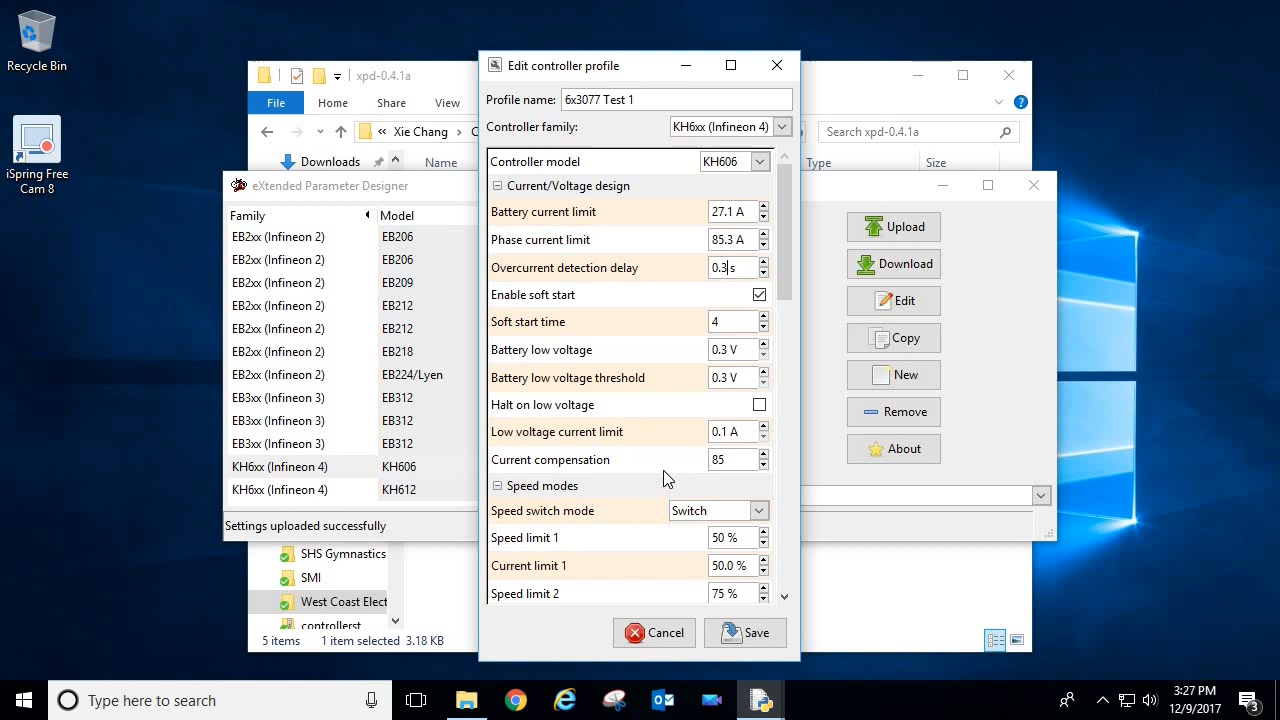 Recycle Bin
iSpring Free
Cam 8
xpd-0.4.1a
File Home Share View
« Xie Chang
Search xpd-0.4.1a
Downloads
Name
Type
Size
eXtended Parameter Designer
Family Model
EB2xx (Infineon 2) EB206
EB2xx (Infineon 2) EB206
EB2xx (Infineon 2) EB209
EB2xx (Infineon 2) EB212
EB2xx (Infineon 2) EB212
EB2xx (Infineon 2) EB218
EB2xx (Infineon 2) EB224/Lyen
EB3xx (Infineon 3) EB312
EB3xx (Infineon 3) EB312
EB3xx (Infineon 3) EB312
KH6xx (Infineon 4) KH606
KH6xx (Infineon 4) KH612
Settings uploaded successfully
Upload
Download
Edit
Copy
New
Remove
About
SHS Gymnastics
SMI
West Coast Elect
controllerst
5 items 1 item selected 3.18 KB
Edit controller profile
Profile name: 6x3077 Test 1
Controller family: KH6xx (Infineon 4)
Controller model KH606
Current/Voltage design
Battery current limit 27.1 A
Phase current limit 85.3 A
Overcurrent detection delay 0.3 s
Enable soft start
Soft start time 4
Battery low voltage 0.3 V
Battery low voltage threshold 0.3 V
Halt on low voltage
Low voltage current limit 0.1 A
Current compensation 85
Speed modes
Speed switch mode Switch
Speed limit 1 50 %
Current limit 1 50.0 %
Speed limit 2 75 %
Cancel Save
Type here to search
3:27 PM
12/9/2017
3